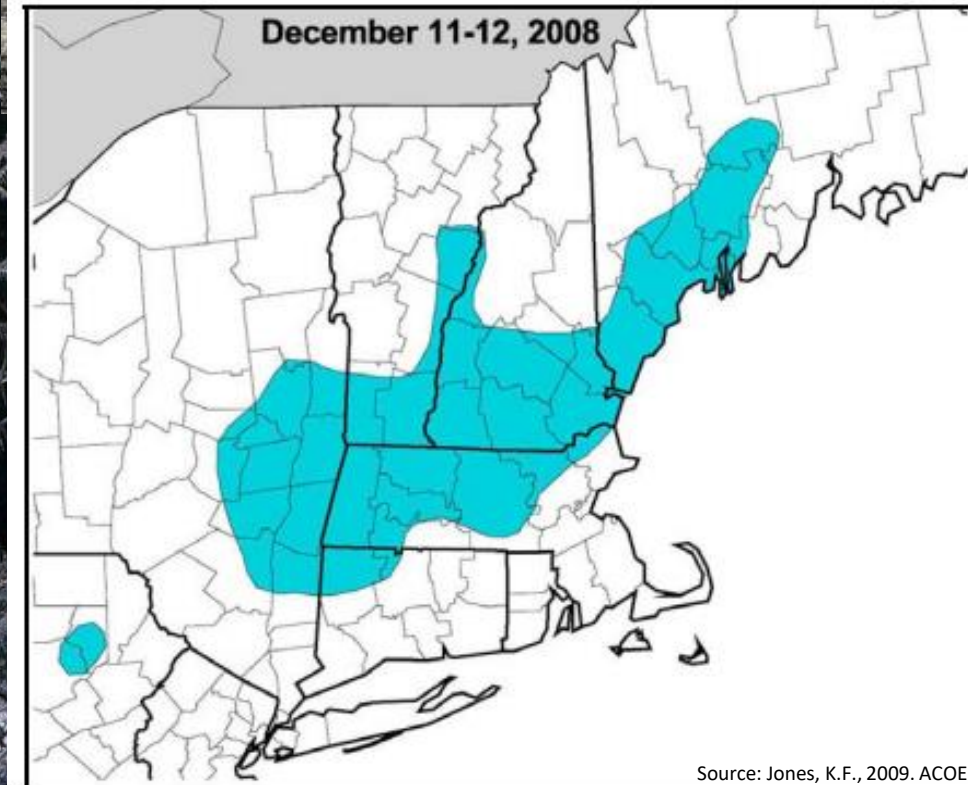 December 11-12, 2008
Source: Jones, K.F., 2009. ACOE